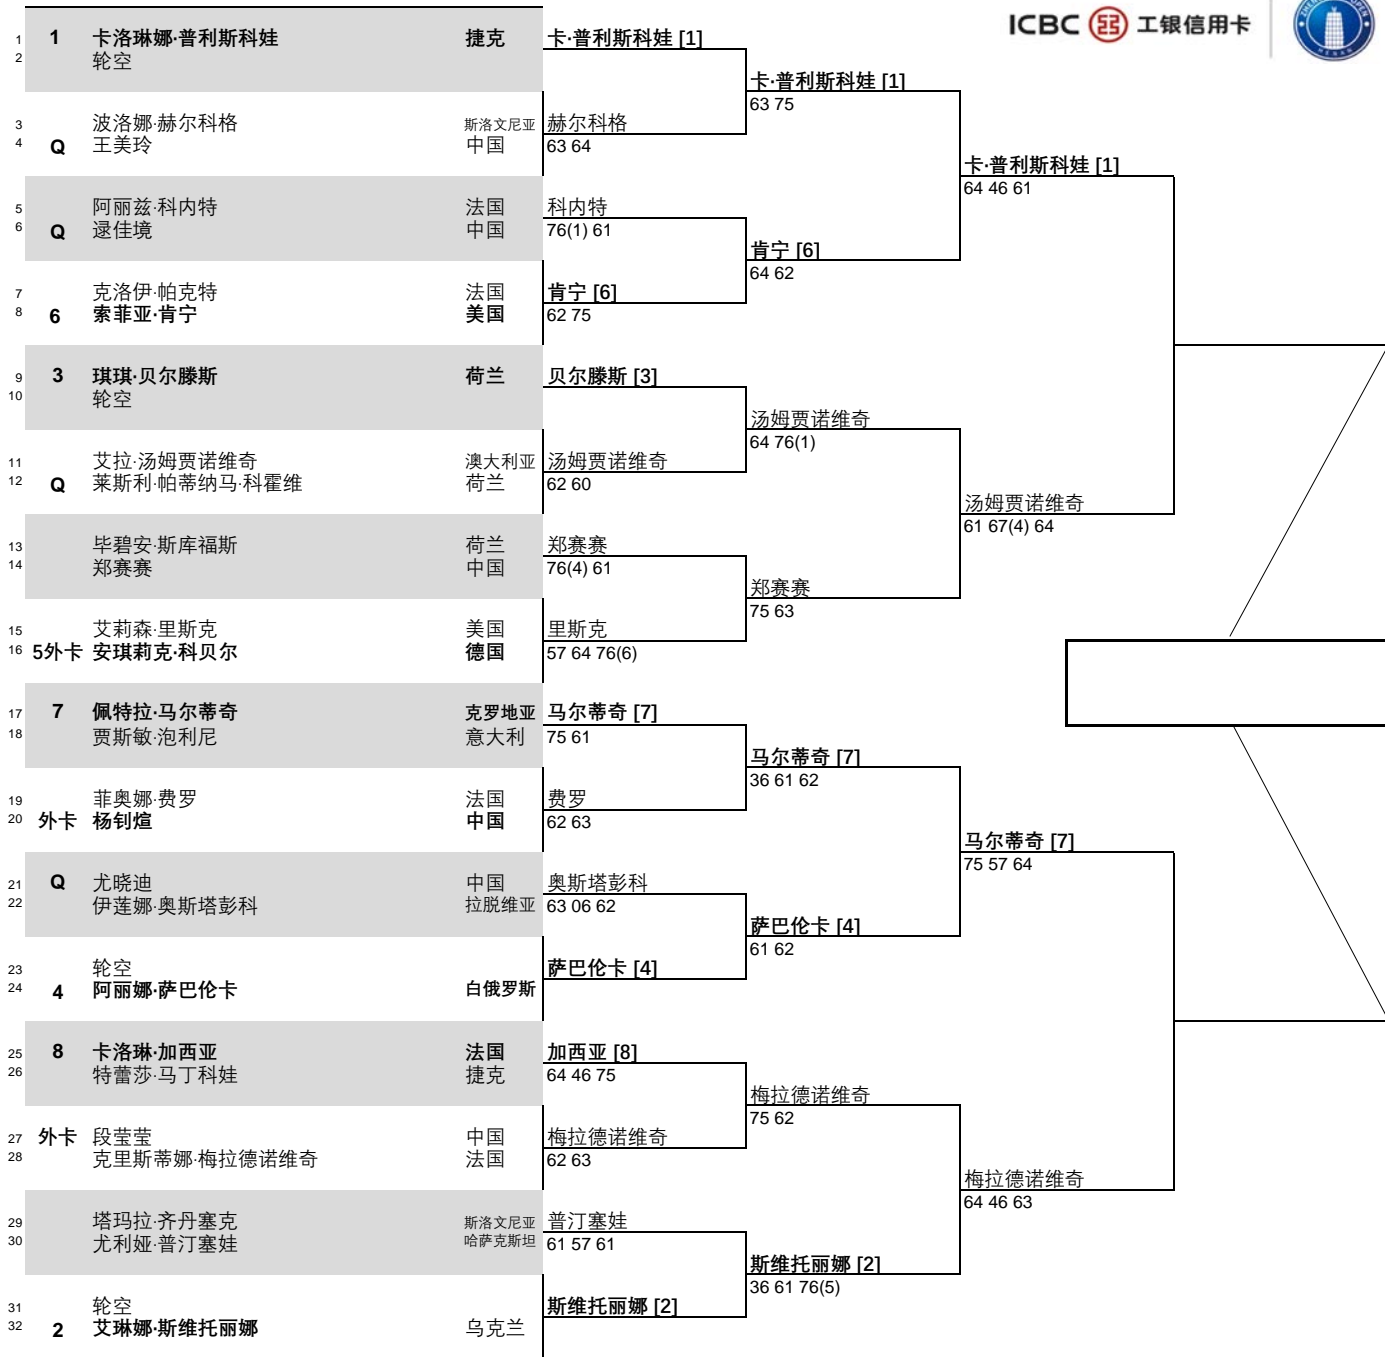 ICBC 工银信用卡
1 1 卡洛琳娜·普利斯科娃 捷克
2 轮空
3 波洛娜·赫尔科格 斯洛文尼亚
4 Q 王美玲 中国
5 阿丽兹·科内特 法国
6 Q 逯佳境 中国
7 克洛伊·帕克特 法国
8 6 索菲亚·肯宁 美国
9 3 琪琪·贝尔滕斯 荷兰
10 轮空
11 艾拉·汤姆贾诺维奇 澳大利亚
12 Q 莱斯利·帕蒂纳马·科霍维 荷兰
13 毕碧安·斯库福斯 荷兰
14 郑赛赛 中国
15 艾莉森·里斯克 美国
16 5外卡 安琪莉克·科贝尔 德国
17 7 佩特拉·马尔蒂奇 克罗地亚
18 贾斯敏·泡利尼 意大利
19 菲奥娜·费罗 法国
20 外卡 杨钊煊 中国
21 Q 尤晓迪 中国
22 伊莲娜·奥斯塔彭科 拉脱维亚
23 轮空
24 4 阿丽娜·萨巴伦卡 白俄罗斯
25 8 卡洛琳·加西亚 法国
26 特蕾莎·马丁科娃 捷克
27 外卡 段莹莹 中国
28 克里斯蒂娜·梅拉德诺维奇 法国
29 塔玛拉·齐丹塞克 斯洛文尼亚
30 尤利娅·普汀塞娃 哈萨克斯坦
31 轮空
32 2 艾琳娜·斯维托丽娜 乌克兰
卡·普利斯科娃 [1]
赫尔科格
63 64
科内特
76(1) 61
肯宁 [6]
62 75
贝尔滕斯 [3]
汤姆贾诺维奇
62 60
郑赛赛
76(4) 61
里斯克
57 64 76(6)
马尔蒂奇 [7]
75 61
费罗
62 63
奥斯塔彭科
63 06 62
萨巴伦卡 [4]
加西亚 [8]
64 46 75
梅拉德诺维奇
62 63
普汀塞娃
61 57 61
斯维托丽娜 [2]
卡·普利斯科娃 [1]
63 75
肯宁 [6]
64 62
汤姆贾诺维奇
64 76(1)
郑赛赛
75 63
马尔蒂奇 [7]
36 61 62
萨巴伦卡 [4]
61 62
梅拉德诺维奇
75 62
斯维托丽娜 [2]
36 61 76(5)
卡·普利斯科娃 [1]
64 46 61
汤姆贾诺维奇
61 67(4) 64
马尔蒂奇 [7]
75 57 64
梅拉德诺维奇
64 46 63